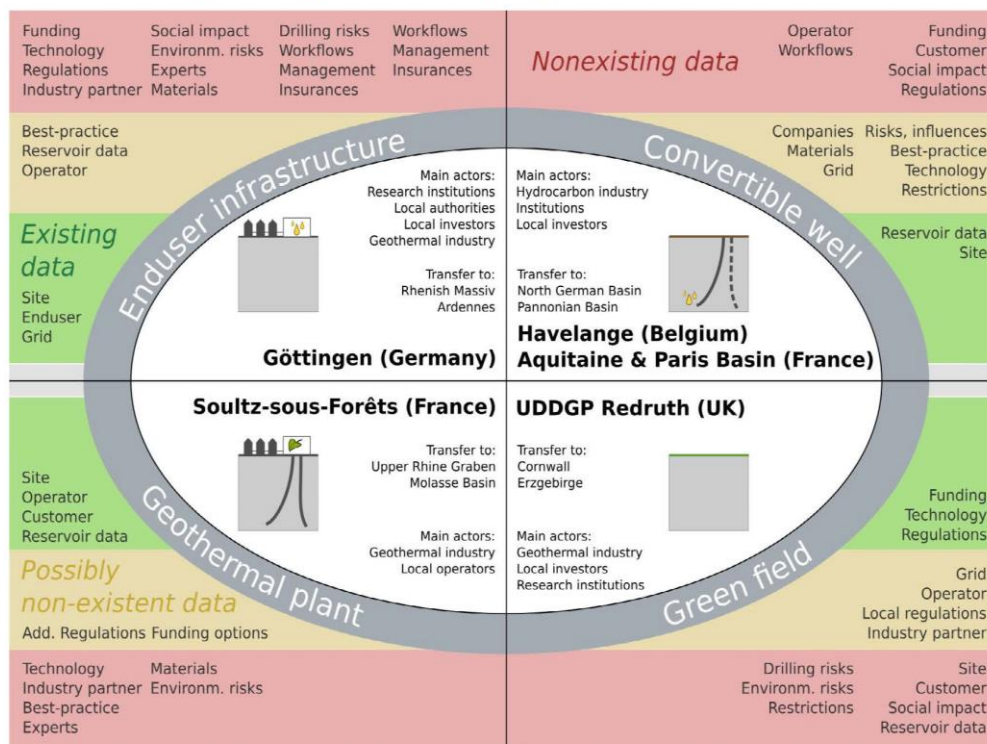 Funding
Technology
Regulations
Industry partner
Social impact
Environm. risks
Experts
Materials
Drilling risks
Workflows
Management
Insurances
Workflows
Management
Insurances
Nonexisting data
Operator
Workflows
Funding
Customer
Social impact
Regulations
Best-practice
Reservoir data
Operator
Companies
Materials
Grid
Risks, influences
Best-practice
Technology
Restrictions
Existing
data
Site
Enduser
Grid
Reservoir data
Site
Enduser infrastructure
Convertible well
Main actors:
Research institutions
Local authorities
Local investors
Geothermal industry
Transfer to:
Rhenish Massiv
Ardennes
Göttingen (Germany)
Main actors:
Hydrocarbon industry
Institutions
Local investors
Transfer to:
North German Basin
Pannonian Basin
Havelange (Belgium)
Aquitaine & Paris Basin (France)
Soultz-sous-Forêts (France)
Transfer to:
Upper Rhine Graben
Molasse Basin
Main actors:
Geothermal industry
Local operators
UDDGP Redruth (UK)
Transfer to:
Cornwall
Erzgebirge
Main actors:
Geothermal industry
Local investors
Research institutions
Geothermal plant
Green field
Site
Operator
Customer
Reservoir data
Funding
Technology
Regulations
Possibly
non-existent data
Add. Regulations
Funding options
Grid
Operator
Local regulations
Industry partner
Technology
Industry partner
Best-practice
Experts
Materials
Environm. risks
Drilling risks
Environm. risks
Restrictions
Site
Customer
Social impact
Reservoir data